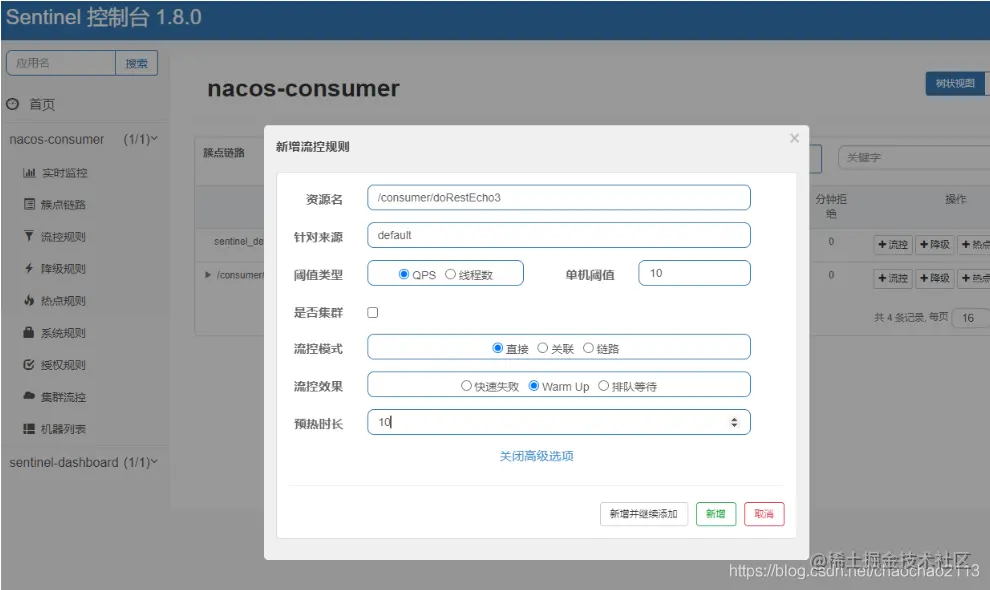 Sentinel 控制台 1.8.0
应用名 搜索
首页
nacos-consumer (1/1)
实时监控
簇点链路
流控规则
降级规则
热点规则
系统规则
授权规则
集群流控
机器列表
sentinel-dashboard (1/1)
nacos-consumer
树状视图
簇点链路
关键字
分钟拒绝
操作
sentinel_de 0 +流控 +降级 +热点
/consumer 0 +流控 +降级 +热点
共 4 条记录, 每页 16
新增流控规则 ×
资源名 /consumer/doRestEcho3
针对来源 default
阈值类型 QPS 线程数 单机阈值 10
是否集群
流控模式 直接 关联 链路
流控效果 快速失败 Warm Up 排队等待
预热时长 10
关闭高级选项
新增并继续添加 新增 取消
@稀土掘金技术社区
https://blog.csdn.net/chaochao2113